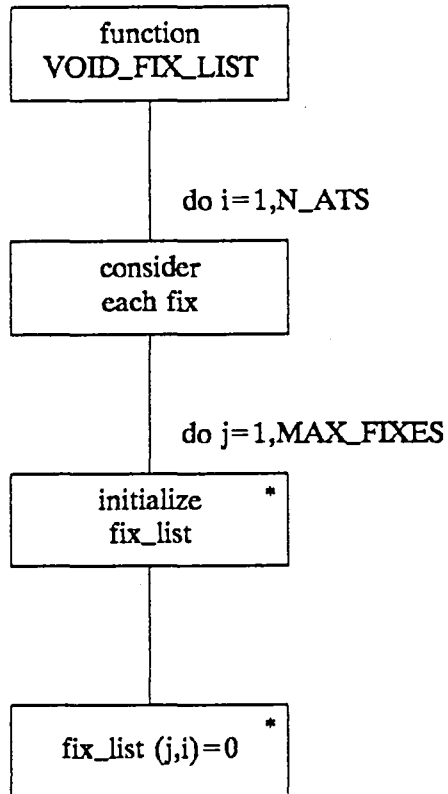 function
VOID_FIX_LIST
do i=1,N_ATS
consider
each fix
do j=1,MAX_FIXES
initialize *
fix_list
*
fix_list (j,i)=0